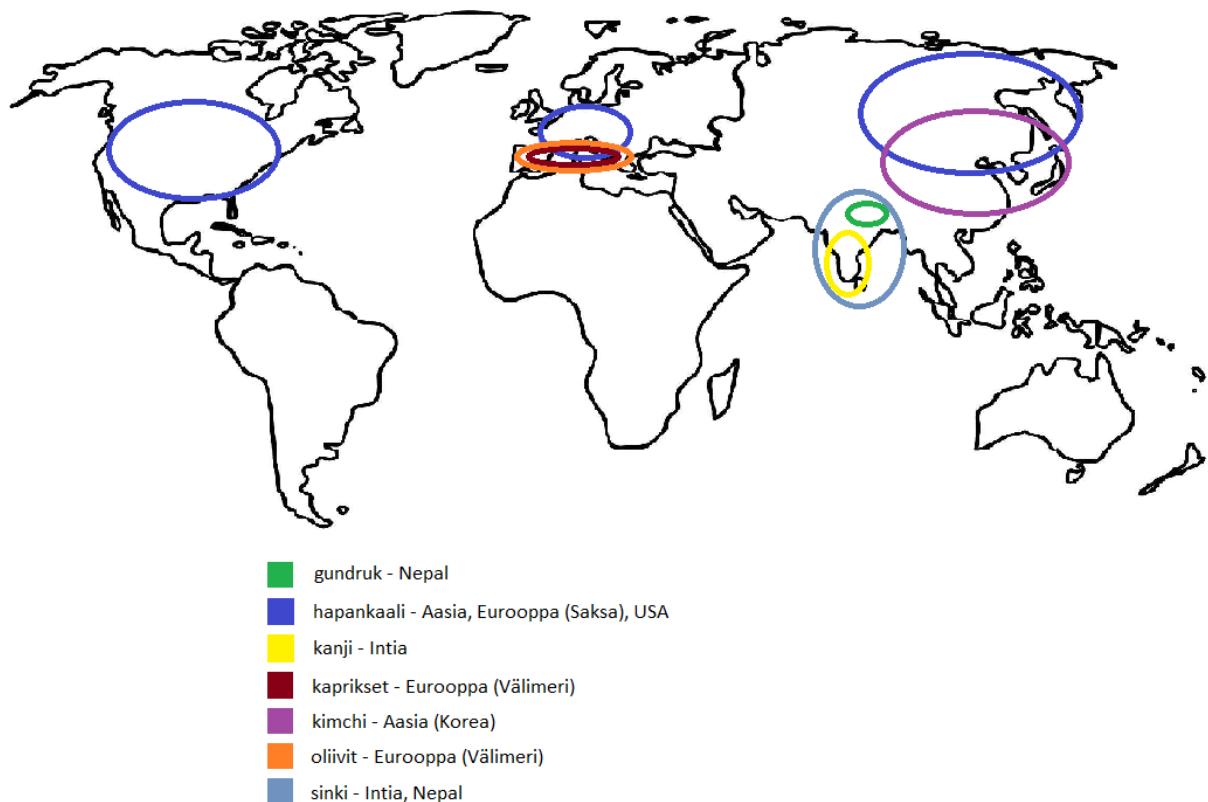 gundruk - Nepal
hapankaali - Aasia, Eurooppa (Saksa), USA
kanji - Intia
kaprikset - Eurooppa (Välimeri)
kimchi - Aasia (Korea)
oliivit - Eurooppa (Välimeri)
sinki - Intia, Nepal